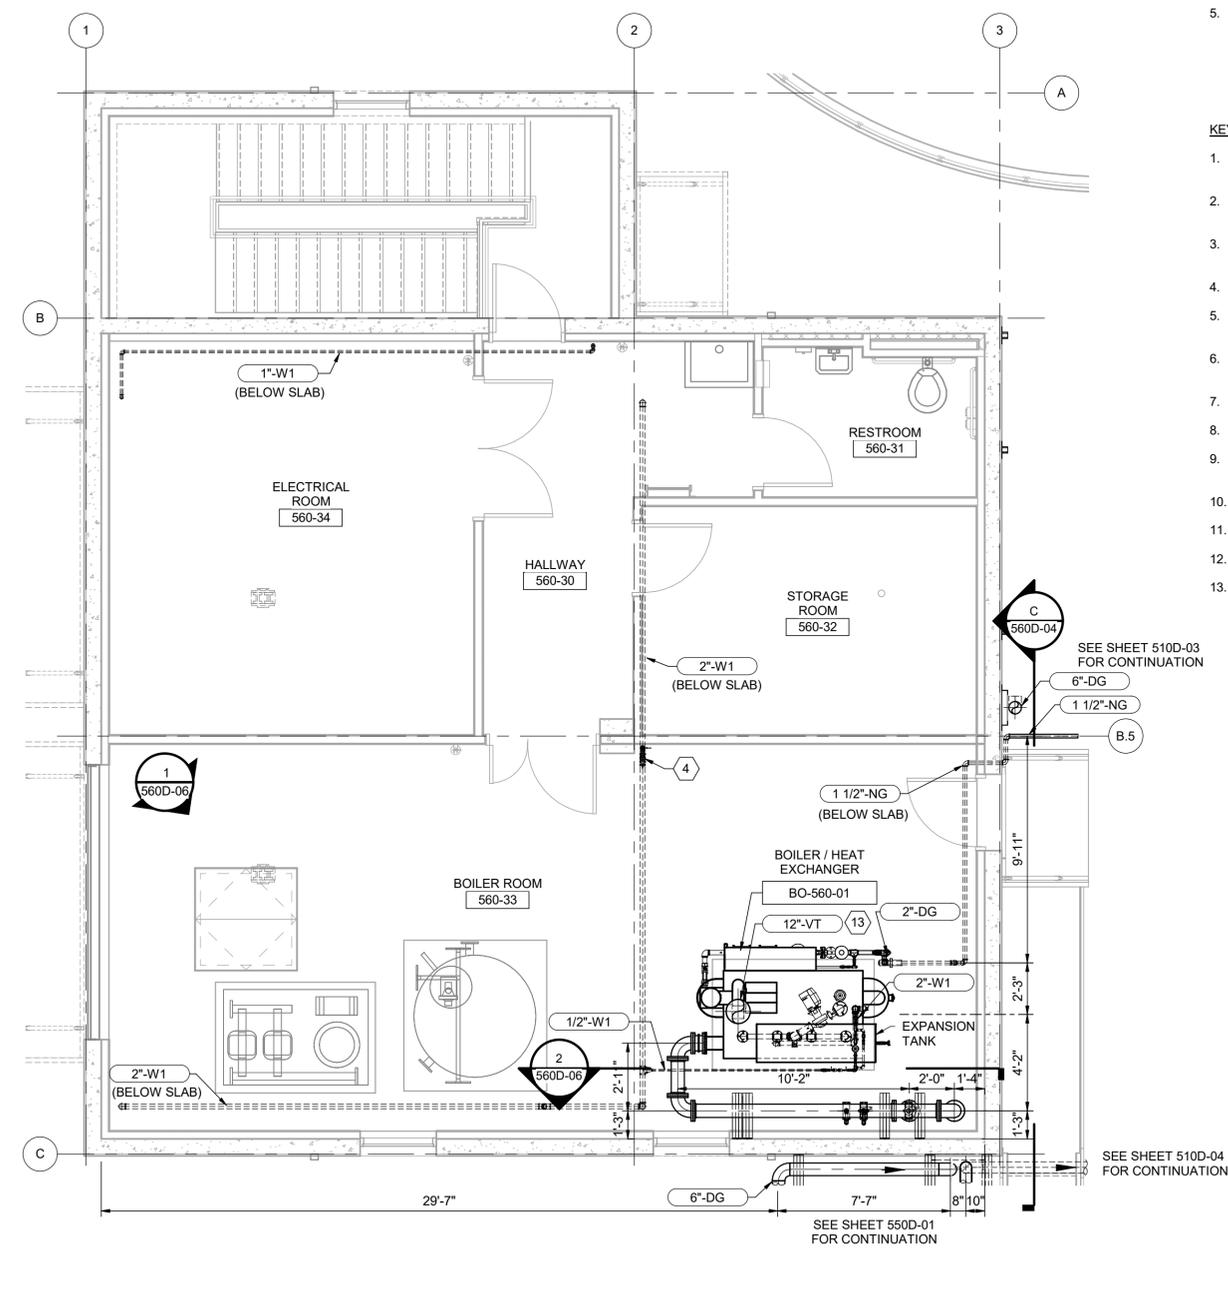 5.
1
2
3
A
KE
1.
2.
3.
B
4.
5.
1"-W1
(BELOW SLAB)
6.
7.
RESTROOM
560-31
8.
9.
ELECTRICAL
ROOM
560-34
10.
11.
HALLWAY
560-30
12.
13.
STORAGE
ROOM
560-32
C
560D-04
SEE SHEET 510D-03
FOR CONTINUATION
2"-W1
(BELOW SLAB)
6"-DG
1 1/2"-NG
B.5
1
560D-06
4
1 1/2"-NG
(BELOW SLAB)
9'-11"
BOILER / HEAT
EXCHANGER
BO-560-01
BOILER ROOM
560-33
12"-VT
13
2"-DG
2"-W1
2'-3"
1/2"-W1
EXPANSION
TANK
2
560D-06
2'-1"
4'-2"
2"-W1
(BELOW SLAB)
10'-2"
2'-0"
1'-4"
1'-3"
1'-3"
C
SEE SHEET 510D-04
FOR CONTINUATION
29'-7"
6"-DG
7'-7"
8"
10"
SEE SHEET 550D-01
FOR CONTINUATION